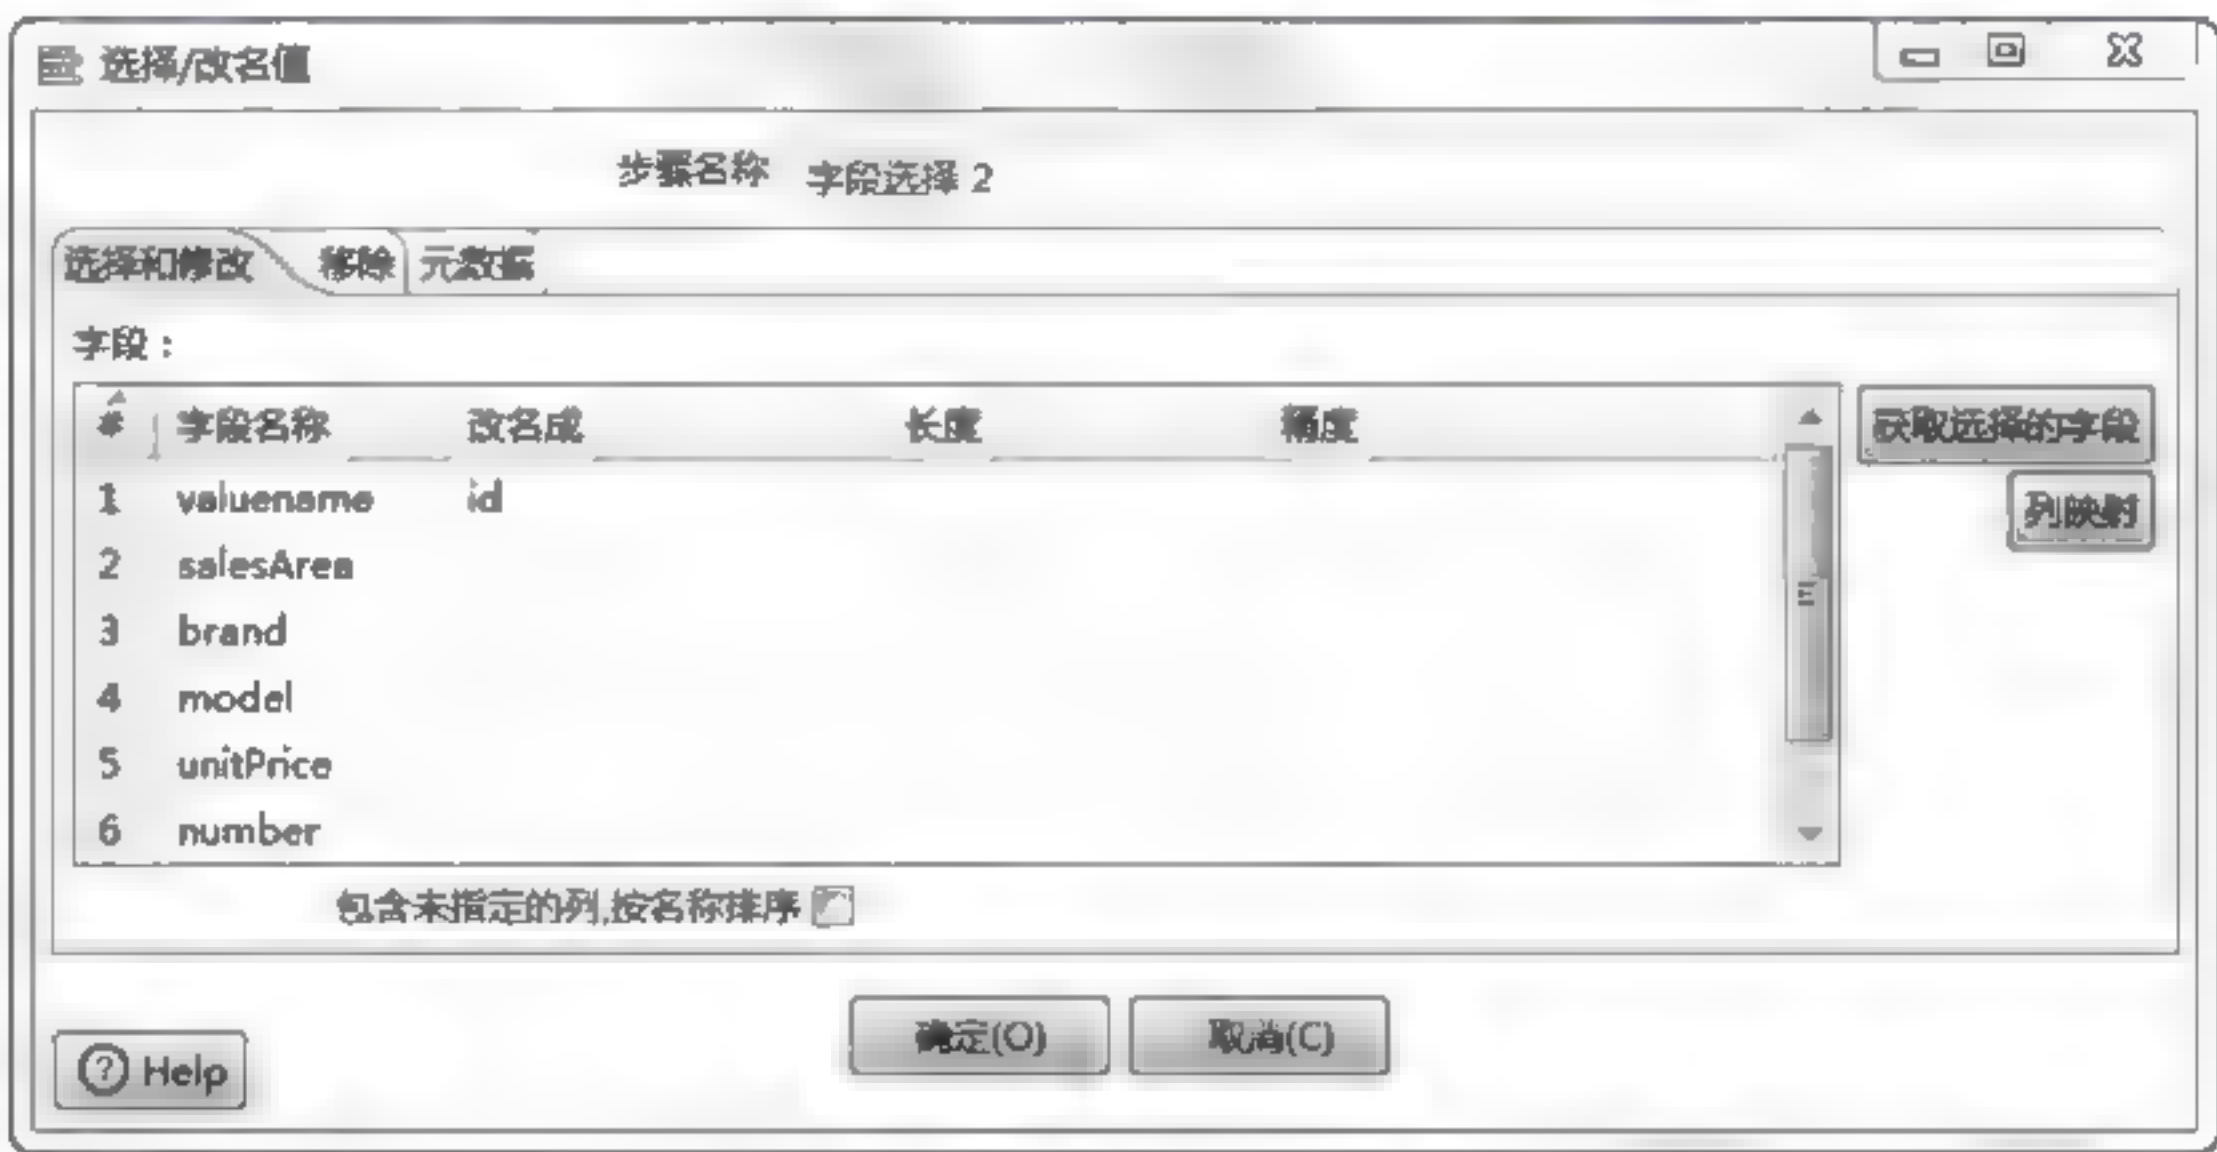 选择/改名值
步骤名称 字段选择 2
选择和修改 移除 元数据
字段：
# 字段名称 改名成 长度 精度
获取选择的字段
1 valuename id
列映射
2 salesArea
3 brand
4 model
5 unitPrice
6 number
包含未指定的列,按名称排序
确定(O) 取消(C)
Help